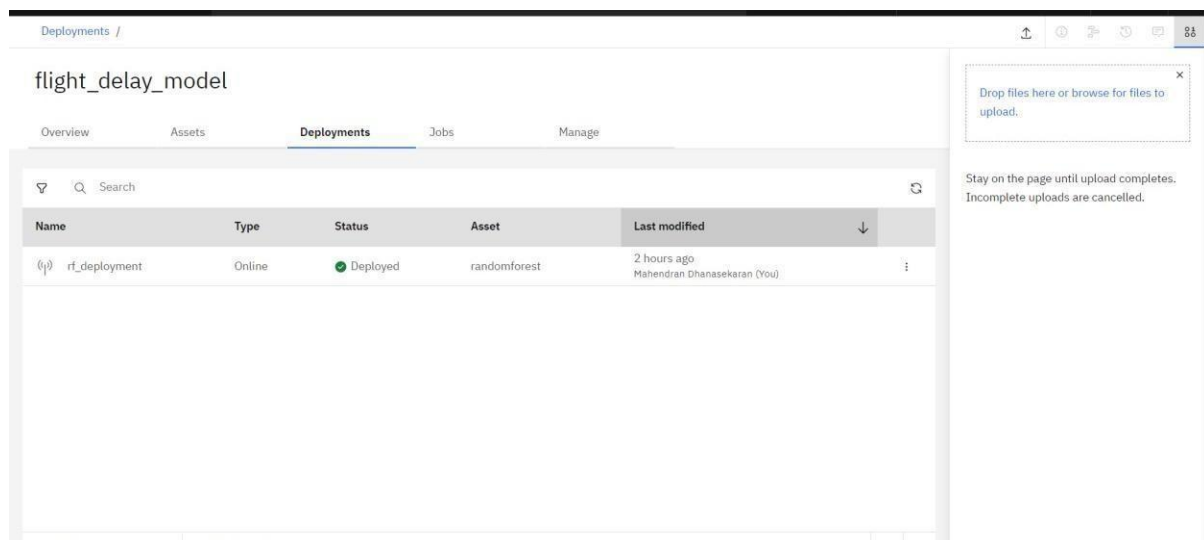 Deployments /
flight_delay_model
Overview Assets Deployments Jobs Manage
Search
Name Type Status Asset Last modified
rf_deployment Online Deployed randomforest 2 hours ago
Mahendran Dhanasekaran (You)
Drop files here or browse for files to
upload.
Stay on the page until upload completes.
Incomplete uploads are cancelled.